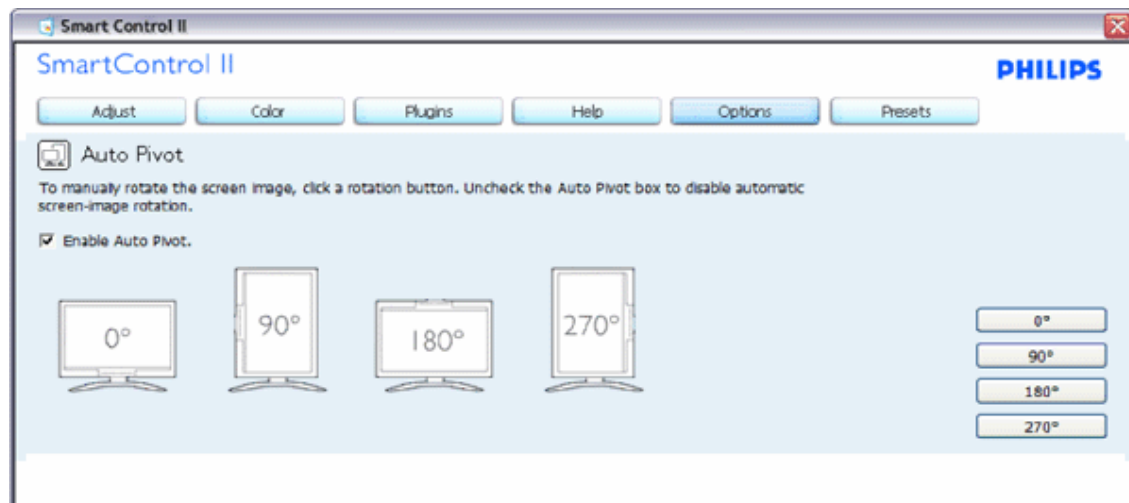 Smart Control II
SmartControl II
PHILIPS
Adjust
Color
Plugins
Help
Options
Presets
Auto Pivot
To manually rotate the screen image, click a rotation button. Uncheck the Auto Pivot box to disable automatic
screen-image rotation.
Enable Auto Pivot.
0°
90°
180°
270°
0°
90°
180°
270°